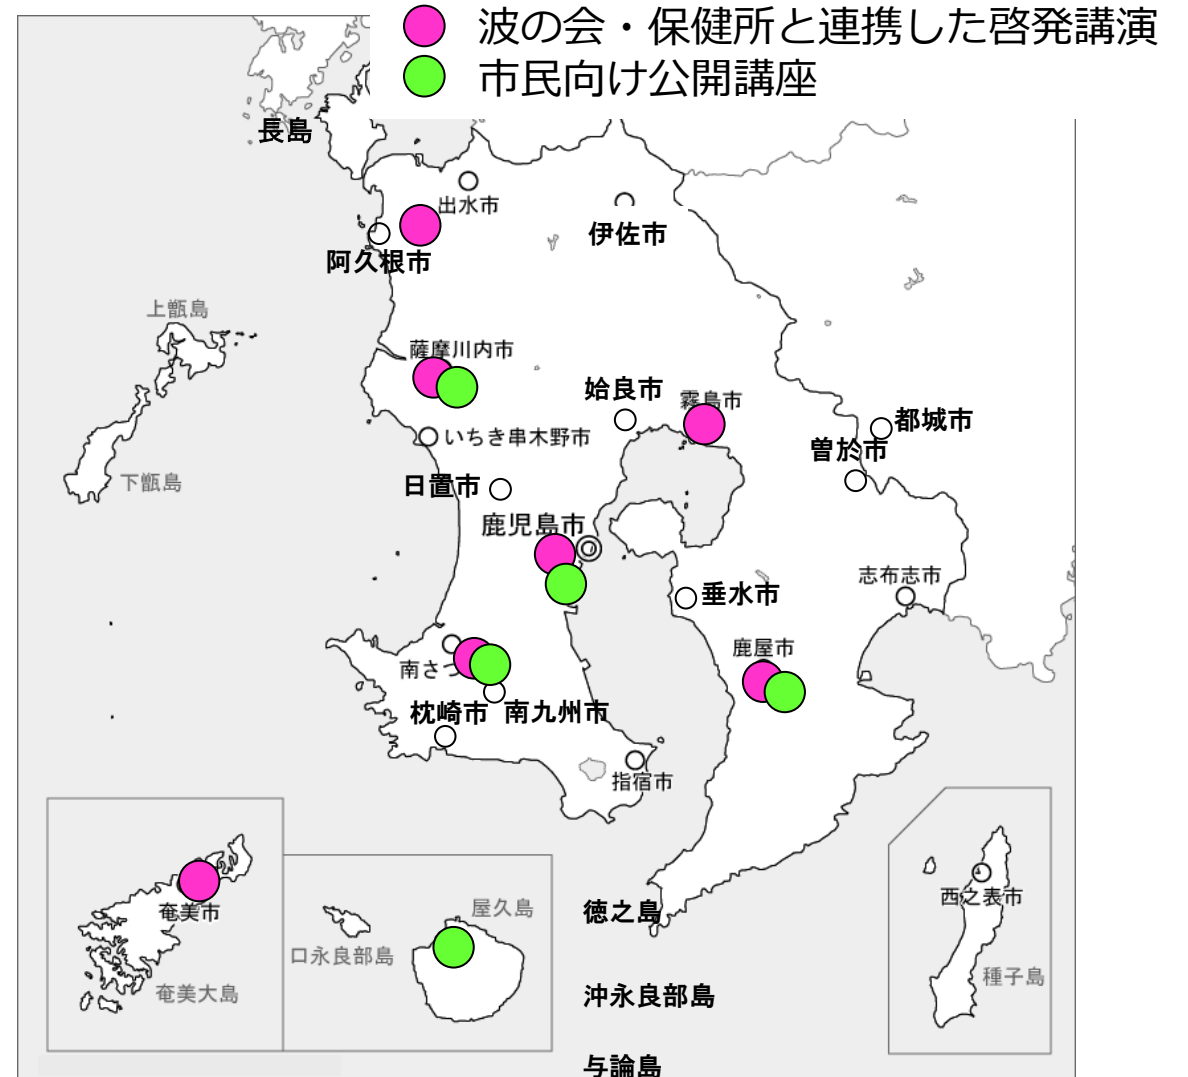 波の会・保健所と連携した啓発講演
市民向け公開講座
長島
出水市
伊佐市
阿久根市
上甑島
薩摩川内市
姶良市
霧島市
都城市
いちき串木野市
曽於市
下甑島
日置市
鹿児島市
志布志市
垂水市
鹿屋市
南さつ
枕崎市
南九州市
指宿市
西之表市
屋久島
徳之島
奄美市
口永良部島
種子島
奄美大島
沖永良部島
与論島